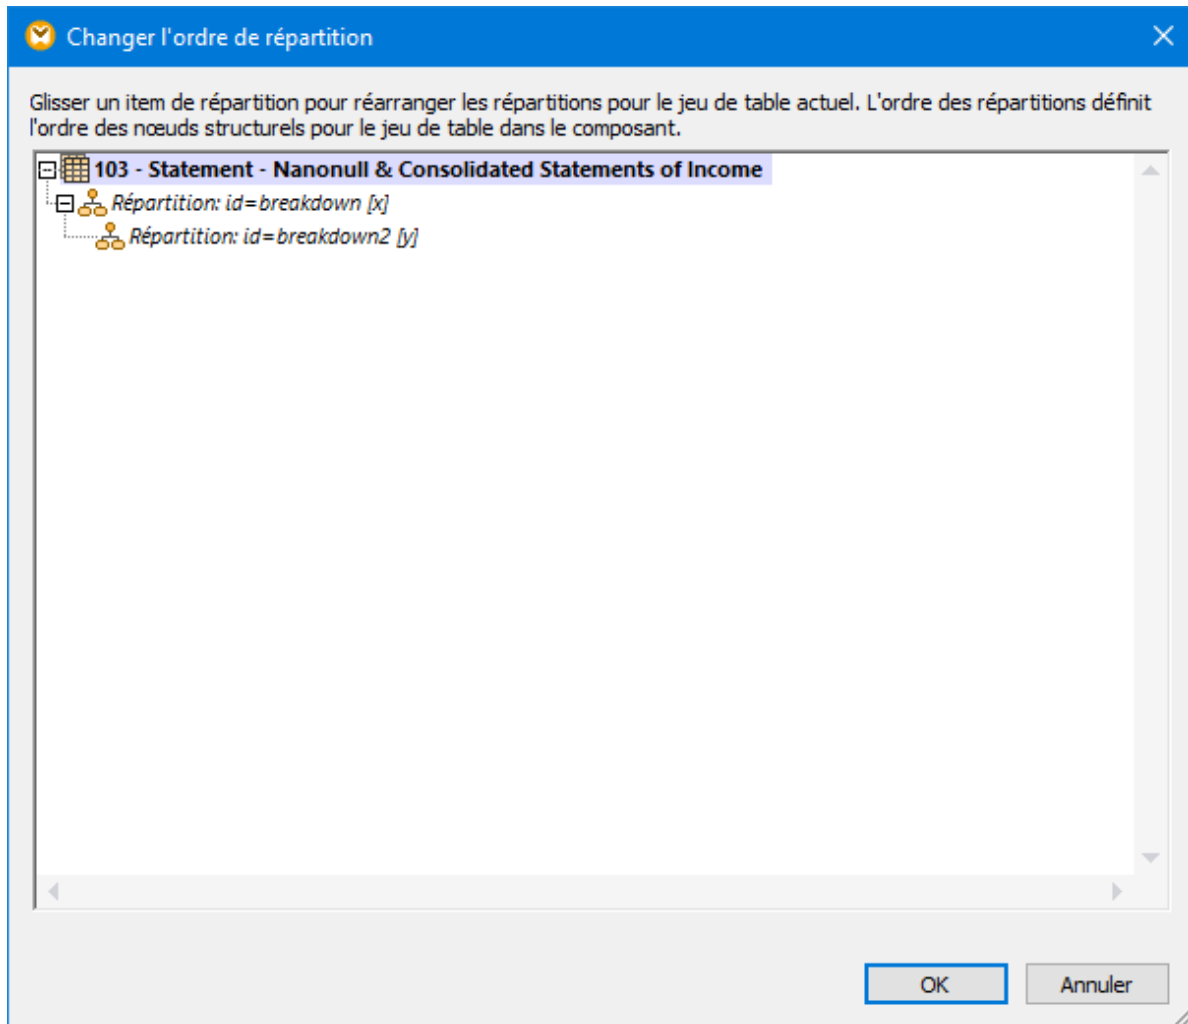 Changer l'ordre de répartition
Glisser un item de répartition pour réarranger les répartitions pour le jeu de table actuel. L'ordre des répartitions définit
l'ordre des nœuds structurels pour le jeu de table dans le composant.
103 - Statement - Nanonull & Consolidated Statements of Income
Répartition: id=breakdown [x]
Répartition: id=breakdown2 [y]
OK Annuler